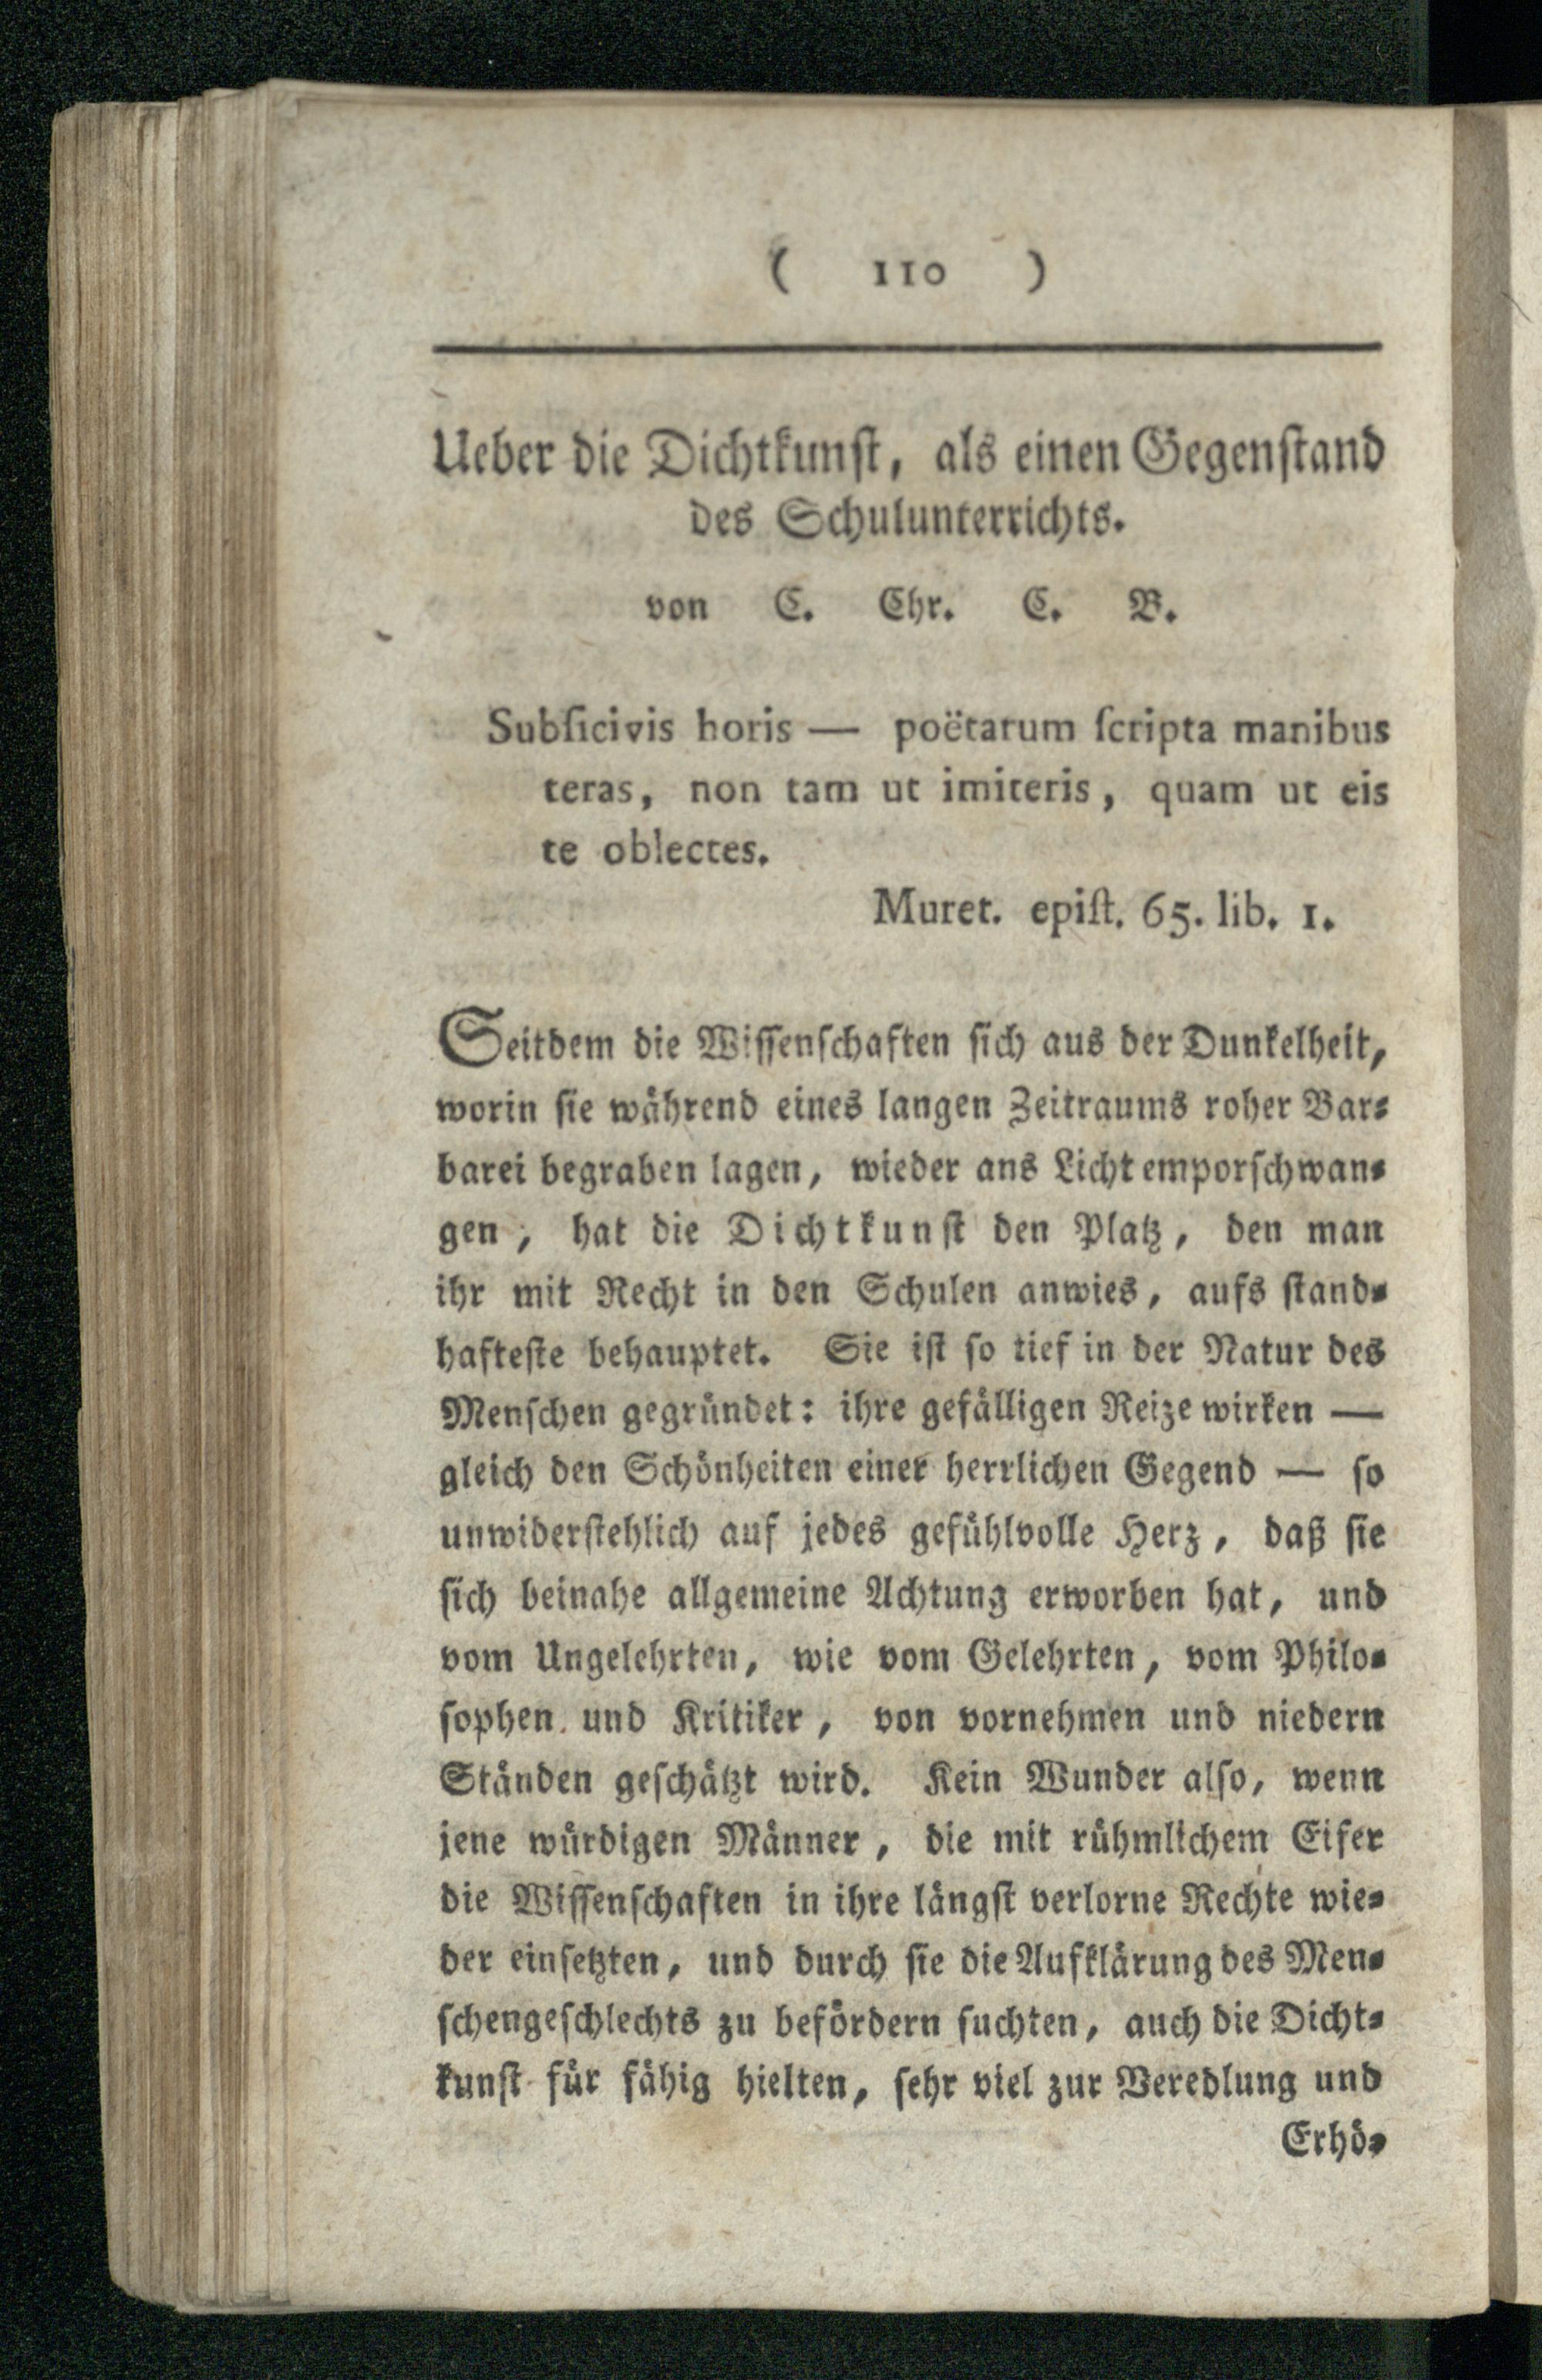 ( 110 )
Ueber die Dichtkunſt, als einen Gegenſtand
des Schulunterrichts.
von C. Chr. C. B.
Subſicivis horis — poëtarum ſcripta manibus
teras, non tam ut imiteris, quam ut eis
te oblectes.
Muret. epiſt. 65. lib. 1.
Seitdem die Wiſſenſchaften ſich aus der Dunkelheit,
worin ſie während eines langen Zeitraums roher Bar⸗
barei begraben lagen, wieder ans Licht emporſchwan⸗
gen, hat die Dichtkunſt den Platz, den man
ihr mit Recht in den Schulen anwies, aufs ſtand⸗
hafteſte behauptet. Sie iſt ſo tief in der Natur des
Menſchen gegründet: ihre gefälligen Reize wirken —
gleich den Schönheiten einer herrlichen Gegend — ſo
unwiderſtehlich auf jedes gefühlvolle Herz, daß ſie
ſich beinahe allgemeine Achtung erworben hat, und
vom Ungelehrten, wie vom Gelehrten, vom Philo⸗
ſophen und Kritiker, von vornehmen und niedern
Ständen geſchätzt wird. Kein Wunder alſo, wenn
jene würdigen Männer, die mit rühmlichem Eifer
die Wiſſenſchaften in ihre längſt verlorne Rechte wie⸗
der einſetzten, und durch ſie die Aufklärung des Men⸗
ſchengeſchlechts zu befördern ſuchten, auch die Dicht⸗
kunſt für fähig hielten, ſehr viel zur Veredlung und
Erhö⸗